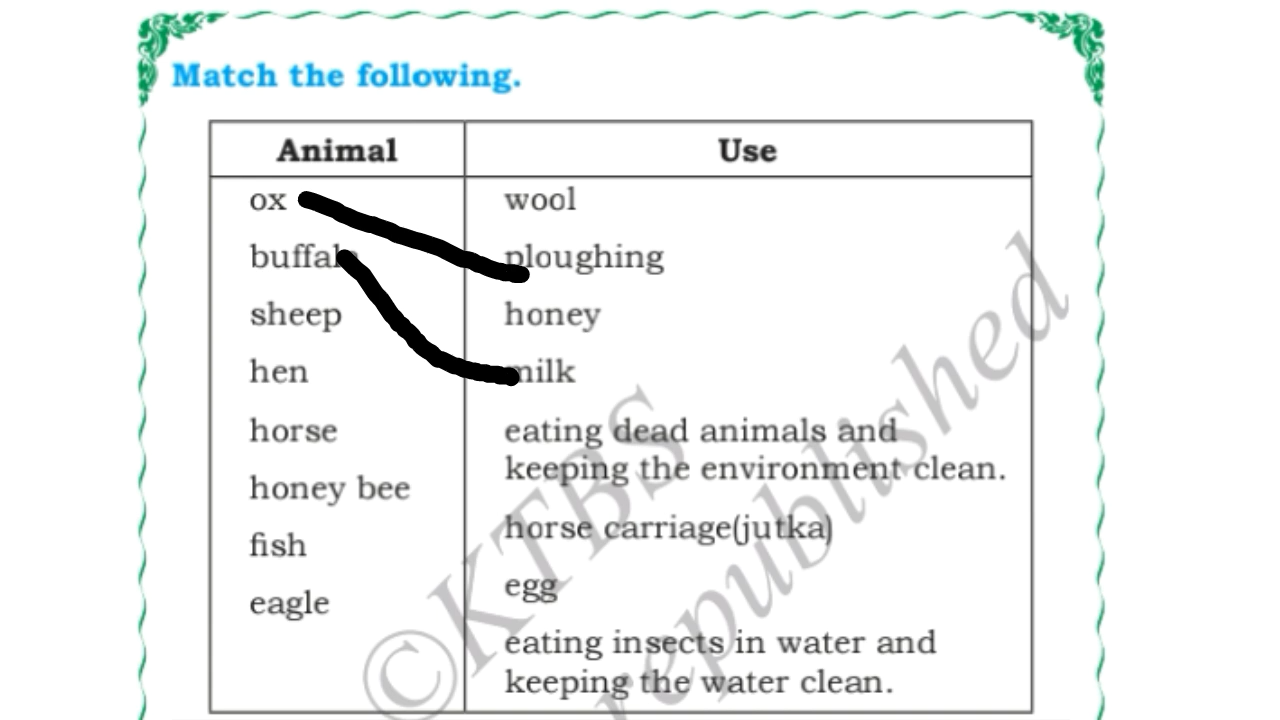 Match the following.
Animal Use
ox wool
buffalo ploughing
sheep honey
hen milk
horse eating dead animals and
keeping the environment clean.
honey bee
horse carriage(jutka)
fish
egg
eagle
eating insects in water and
keeping the water clean.
©KTBS
republished